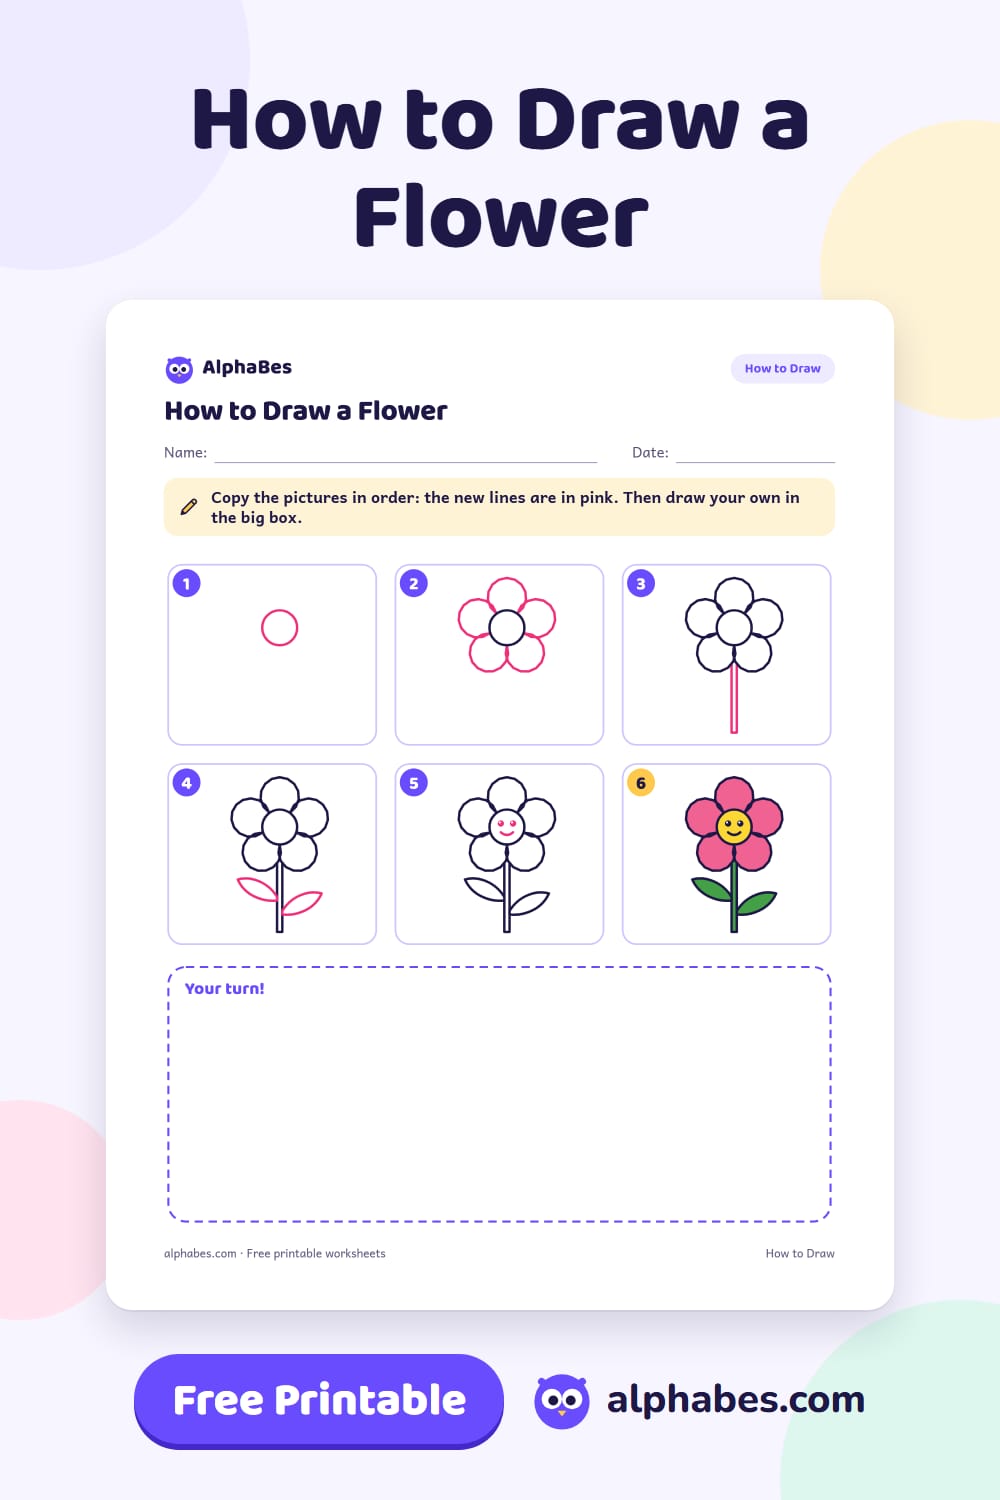 How to Draw a
Flower
AlphaBes
How to Draw
How to Draw a Flower
Name:
Date:
Copy the pictures in order: the new lines are in pink. Then draw your own in
the big box.
1
2
3
4
5
6
Your turn!
alphabes.com · Free printable worksheets
How to Draw
Free Printable
alphabes.com